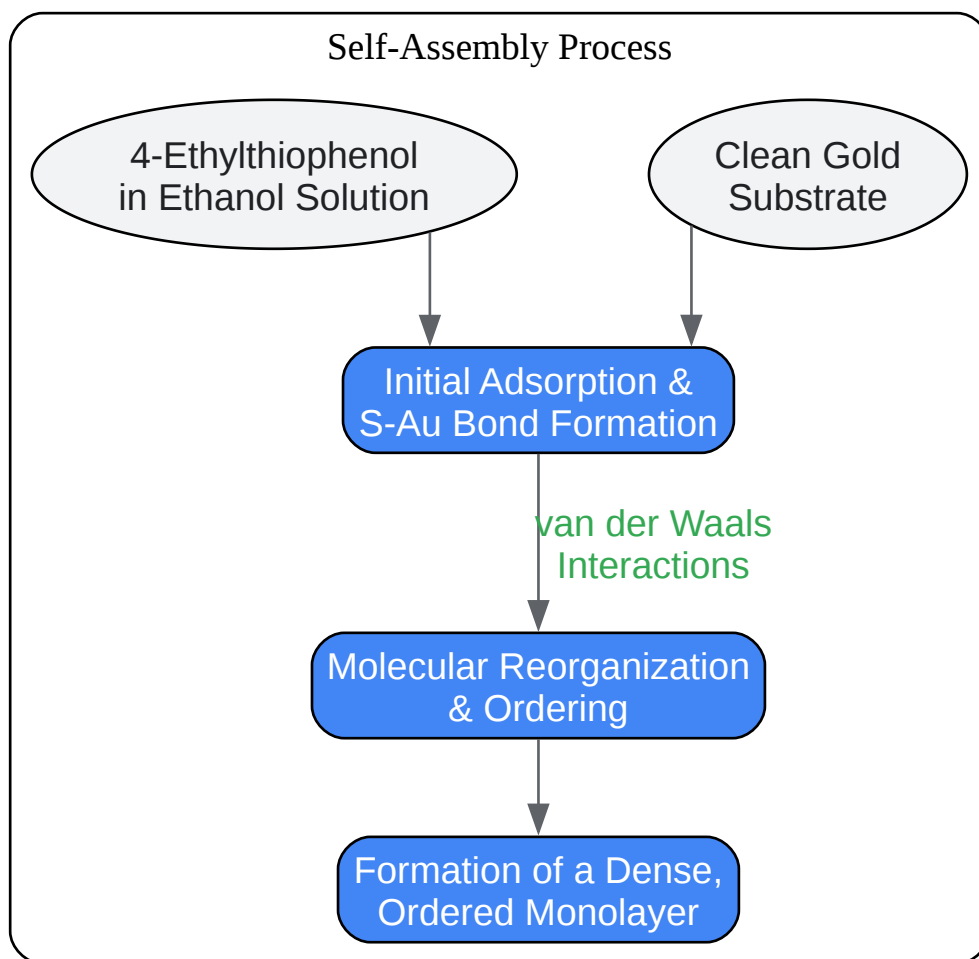 Self-Assembly Process
4-Ethylthiophenol
in Ethanol Solution
Clean Gold
Substrate
Initial Adsorption &
S-Au Bond Formation
van der Waals
Interactions
Molecular Reorganization
& Ordering
Formation of a Dense,
Ordered Monolayer